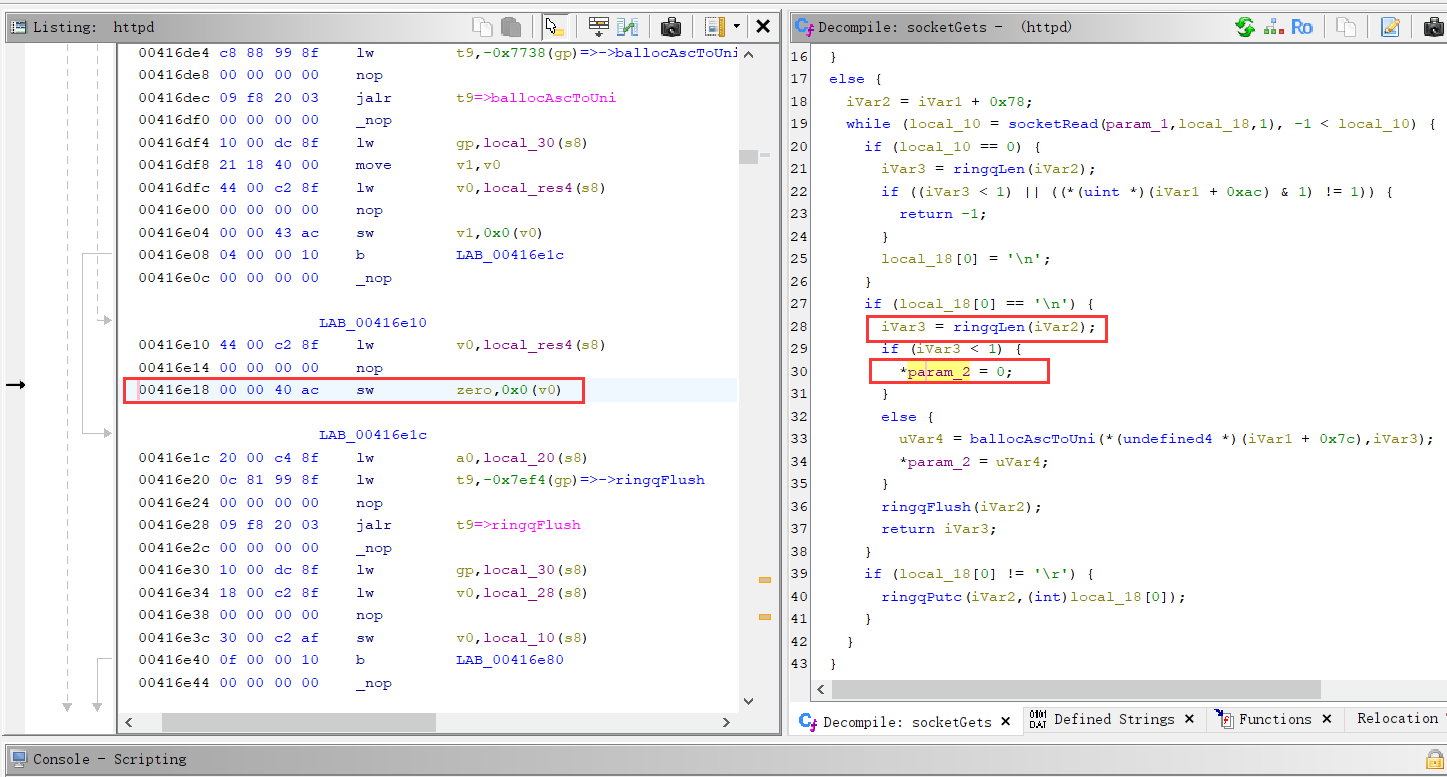 Listing: httpd
00416de4 c8 88 99 8f lw t9,-0x7738(gp)=>->ballocAscToUni
00416de8 00 00 00 00 nop
00416dec 09 f8 20 03 jalr t9=>ballocAscToUni
00416df0 00 00 00 00 _nop
00416df4 10 00 dc 8f lw gp,local_30(s8)
00416df8 21 18 40 00 move v1,v0
00416dfc 44 00 c2 8f lw v0,local_res4(s8)
00416e00 00 00 00 00 nop
00416e04 00 00 43 ac sw v1,0x0(v0)
00416e08 04 00 00 10 b LAB_00416e1c
00416e0c 00 00 00 00 _nop
LAB_00416e10
00416e10 44 00 c2 8f lw v0,local_res4(s8)
00416e14 00 00 00 00 nop
00416e18 00 00 40 ac sw zero,0x0(v0)
LAB_00416e1c
00416e1c 20 00 c4 8f lw a0,local_20(s8)
00416e20 0c 81 99 8f lw t9,-0x7ef4(gp)=>->ringqFlush
00416e24 00 00 00 00 nop
00416e28 09 f8 20 03 jalr t9=>ringqFlush
00416e2c 00 00 00 00 _nop
00416e30 10 00 dc 8f lw gp,local_30(s8)
00416e34 18 00 c2 8f lw v0,local_28(s8)
00416e38 00 00 00 00 nop
00416e3c 30 00 c2 af sw v0,local_10(s8)
00416e40 0f 00 00 10 b LAB_00416e80
00416e44 00 00 00 00 _nop
Decompile: socketGets - (httpd)
Ro
16 }
17 else {
18 iVar2 = iVar1 + 0x78;
19 while (local_10 = socketRead(param_1,local_18,1), -1 < local_10) {
20 if (local_10 == 0) {
21 iVar3 = ringqLen(iVar2);
22 if ((iVar3 < 1) || ((*(uint *)(iVar1 + 0xac) & 1) != 1)) {
23 return -1;
24 }
25 local_18[0] = '\n';
26 }
27 if (local_18[0] == '\n') {
28 iVar3 = ringqLen(iVar2);
29 if (iVar3 < 1) {
30 *param_2 = 0;
31 }
32 else {
33 uVar4 = ballocAscToUni(*(undefined4 *)(iVar1 + 0x7c),iVar3);
34 *param_2 = uVar4;
35 }
36 ringqFlush(iVar2);
37 return iVar3;
38 }
39 if (local_18[0] != '\r') {
40 ringqPutc(iVar2,(int)local_18[0]);
41 }
42 }
43 }
Decompile: socketGets × Defined Strings × Functions × Relocation
Console - Scripting